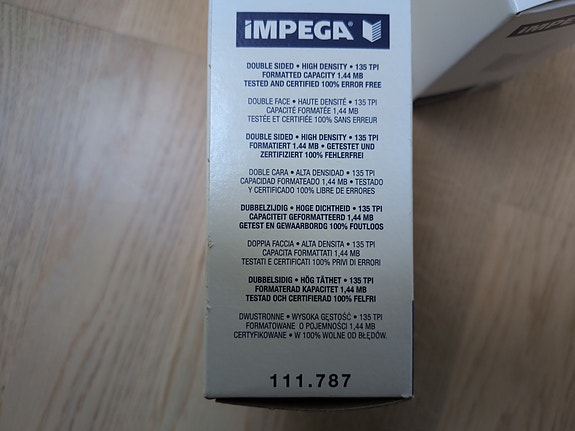 IMPEGA
IMPEGA
DOUBLE SIDED • HIGH DENSITY • 135 TPI
FORMATTED CAPACITY 1.44 MB
TESTED AND CERTIFIED 100% ERROR FREE
DOUBLE FACE • HAUTE DENSITÉ • 135 TPI
CAPACITÉ FORMATÉE 1,44 MB
TESTÉE ET CERTIFIÉE 100% SANS ERREUR
DOUBLE SIDED • HIGH DENSITY • 135 TPI
FORMATIERT 1.44 MB • GETESTET UND
ZERTIFIZIERT 100% FEHLERFREI
DOBLE CARA • ALTA DENSIDAD • 135 TPI
CAPACIDAD FORMATEADO 1,44 MB • TESTADO
Y CERTIFICADO 100% LIBRE DE ERRORES
DUBBELZIJDIG • HOGE DICHTHEID • 135 TPI
CAPACITEIT GEFORMATTEERD 1,44 MB
GETEST EN GEWAARBORDG 100% FOUTLOOS
DOPPIA FACCIA • ALTA DENSITA • 135 TPI
CAPACITA FORMATTATI 1,44 MB
TESTATI E CERTIFICATI 100% PRIVI DI ERRORI
DUBBELSIDIG • HÖG TÄTHET • 135 TPI
FORMATERAD KAPACITET 1,44 MB
TESTAD OCH CERTIFIERAD 100% FELFRI
DWUSTRONNE • WYSOKA GĘSTOŚĆ • 135 TPI
FORMATOWANE O POJEMNOŚCI 1,44 MB
CERTYFIKOWANE • W 100% WOLNE OD BŁĘDÓW.
111.787